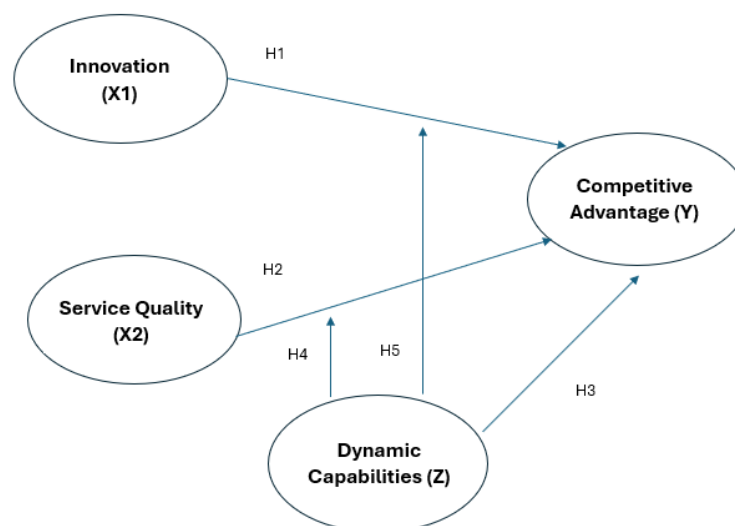 Innovation
(X1)
H1
Competitive
Advantage (Y)
H2
Service Quality
(X2)
H4
H5
H3
Dynamic
Capabilities (Z)